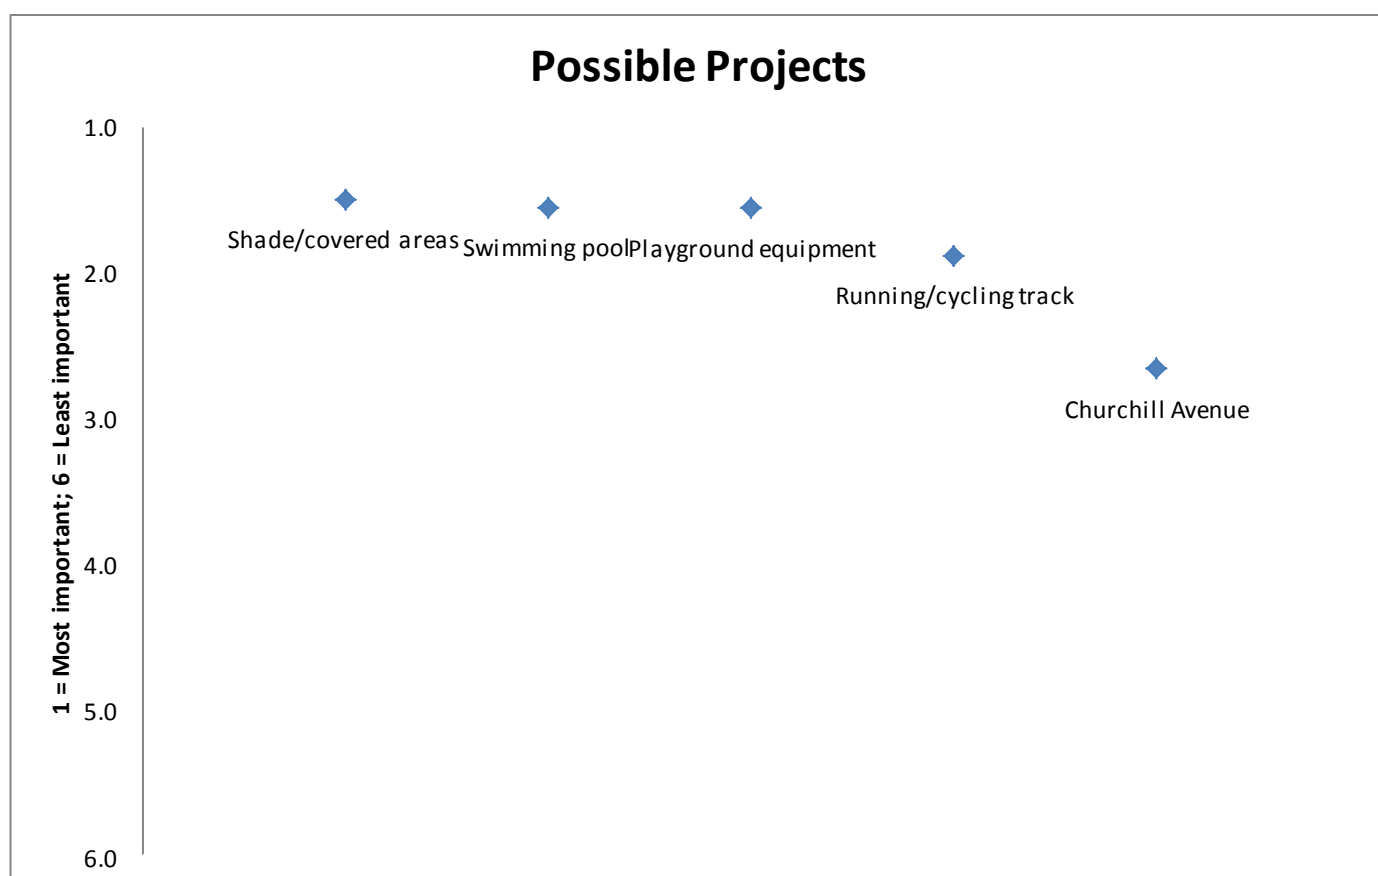 Possible Projects
1.0
Shade/covered areas
Swimming pool
Playground equipment
2.0
Running/cycling track
1 = Most important; 6 = Least important
3.0
Churchill Avenue
4.0
5.0
6.0